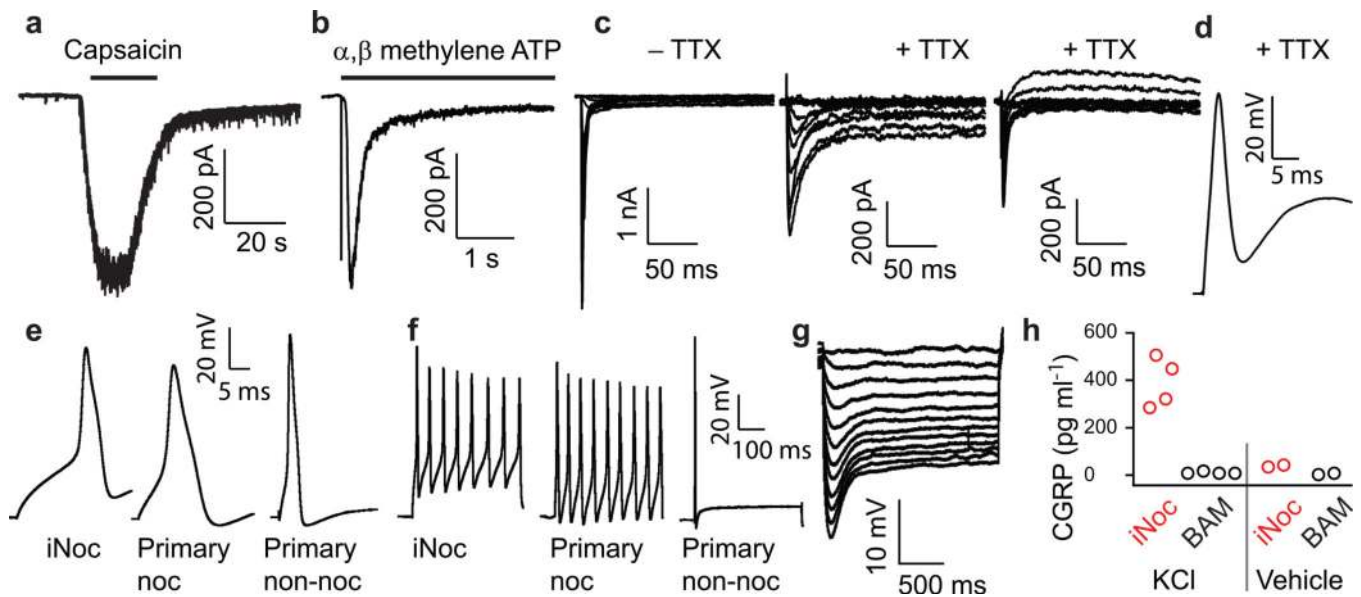 a
Capsaicin
200 pA
20 s
b
α,β methylene ATP
200 pA
1 s
c
– TTX
1 nA
50 ms
+ TTX
200 pA
50 ms
+ TTX
200 pA
50 ms
d
+ TTX
20 mV
5 ms
e
20 mV
5 ms
iNoc
Primary
noc
Primary
non-noc
f
20 mV
100 ms
iNoc
Primary
noc
Primary
non-noc
g
10 mV
500 ms
h
CGRP (pg ml⁻¹)
600
400
200
0
iNoc
BAM
iNoc
BAM
KCl
Vehicle